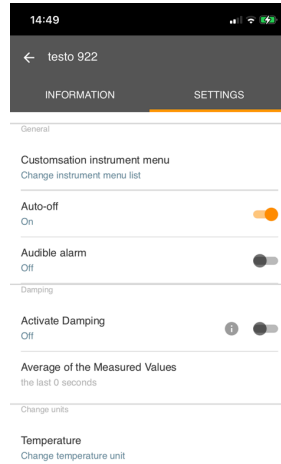 14:49
testo 922
INFORMATION SETTINGS
General
Customsation instrument menu
Change instrument menu list
Auto-off
On
Audible alarm
Off
Damping
Activate Damping
Off
Average of the Measured Values
the last 0 seconds
Change units
Temperature
Change temperature unit